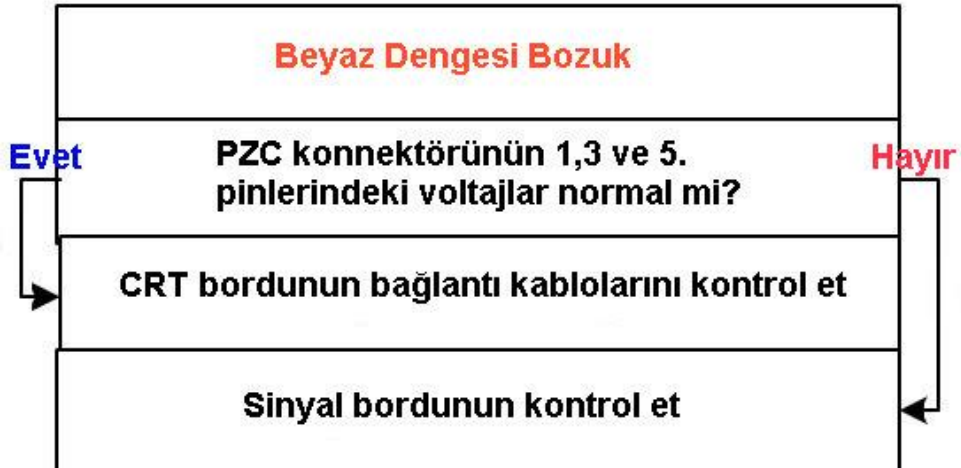 Beyaz Dengesi Bozuk
Evet
PZC konnektörünün 1,3 ve 5.
pinlerindeki voltajlar normal mi?
Hayır
CRT bordunun bağlantı kablolarını kontrol et
Sinyal bordunun kontrol et